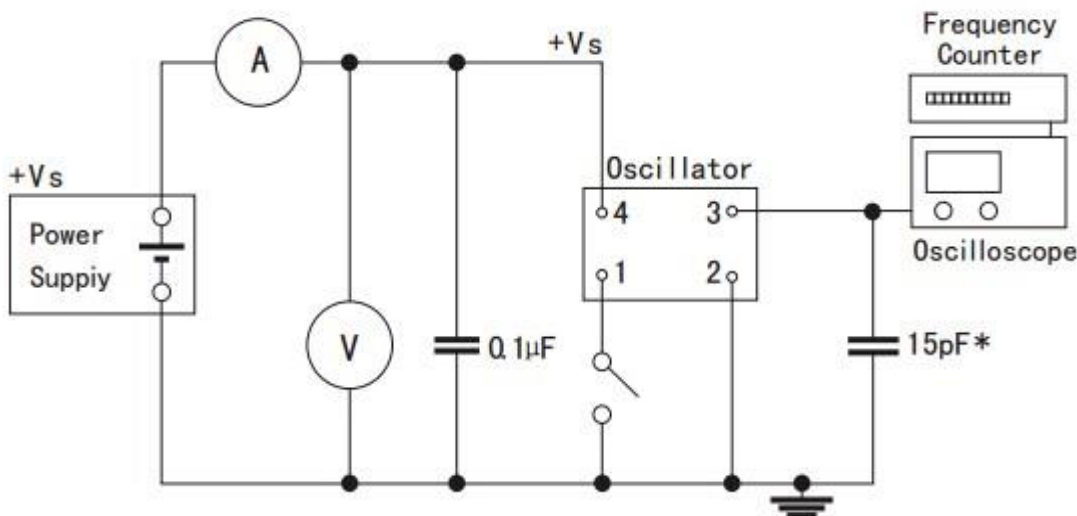 Frequency
Counter
+Vs
A
Oscillator
+Vs
Power
Suppiy
4
3
1
2
Oscilloscope
V
0.1μF
15pF*